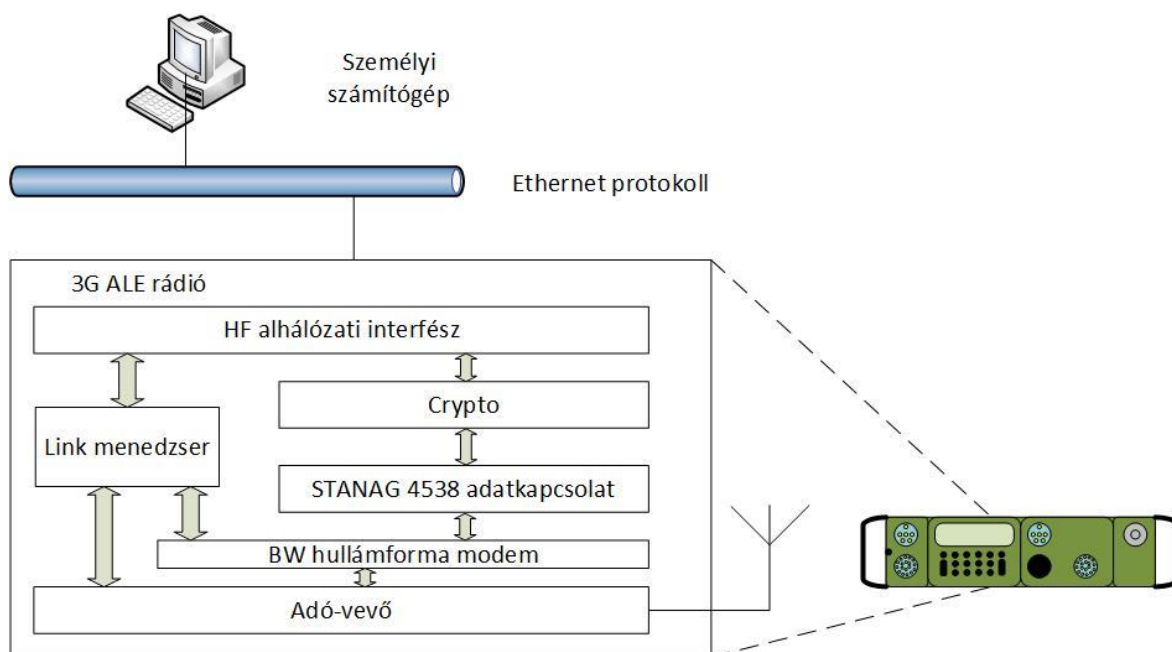 Személyi
számítógép
Ethernet protokoll
3G ALE rádió
HF alhálózati interfész
Crypto
Link menedzser
STANAG 4538 adatkapcsolat
BW hullámforma modem
Adó-vevő